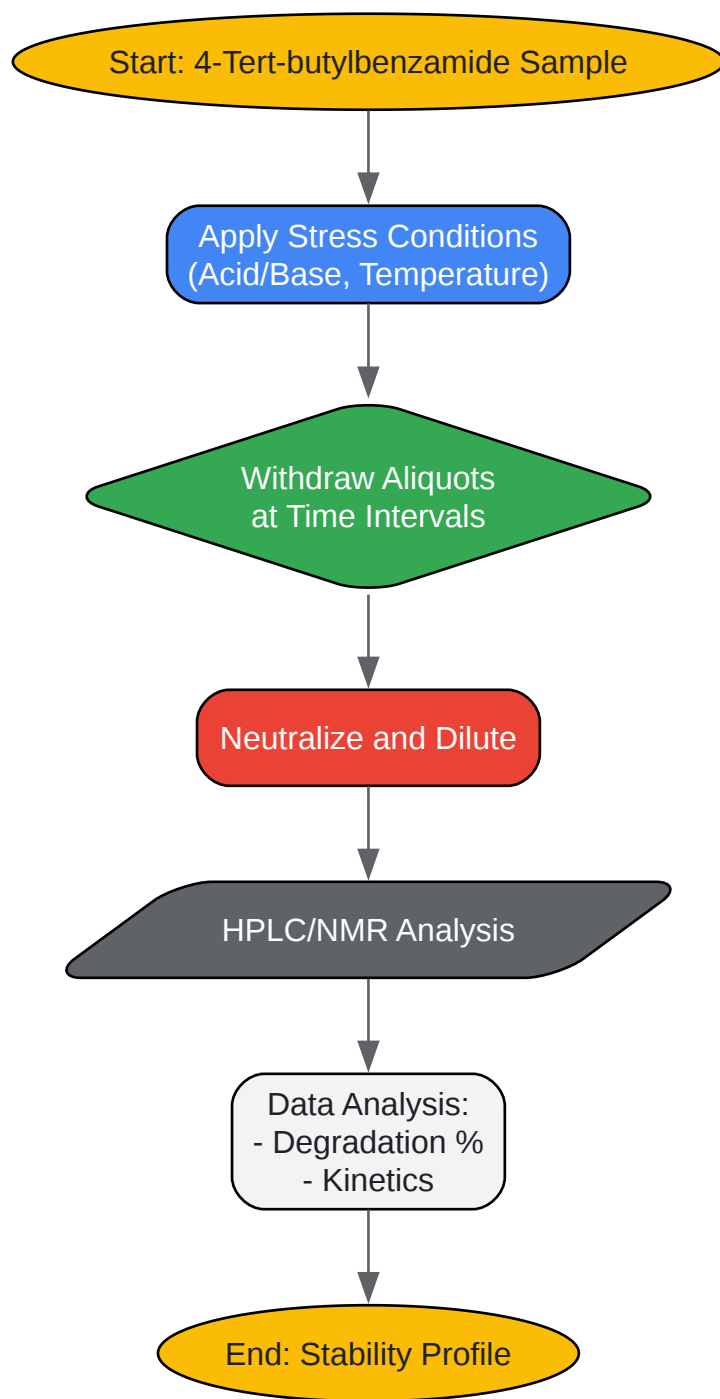 Start: 4-Tert-butylbenzamide Sample
Apply Stress Conditions
(Acid/Base, Temperature)
Withdraw Aliquots
at Time Intervals
Neutralize and Dilute
HPLC/NMR Analysis
Data Analysis:
- Degradation %
- Kinetics
End: Stability Profile